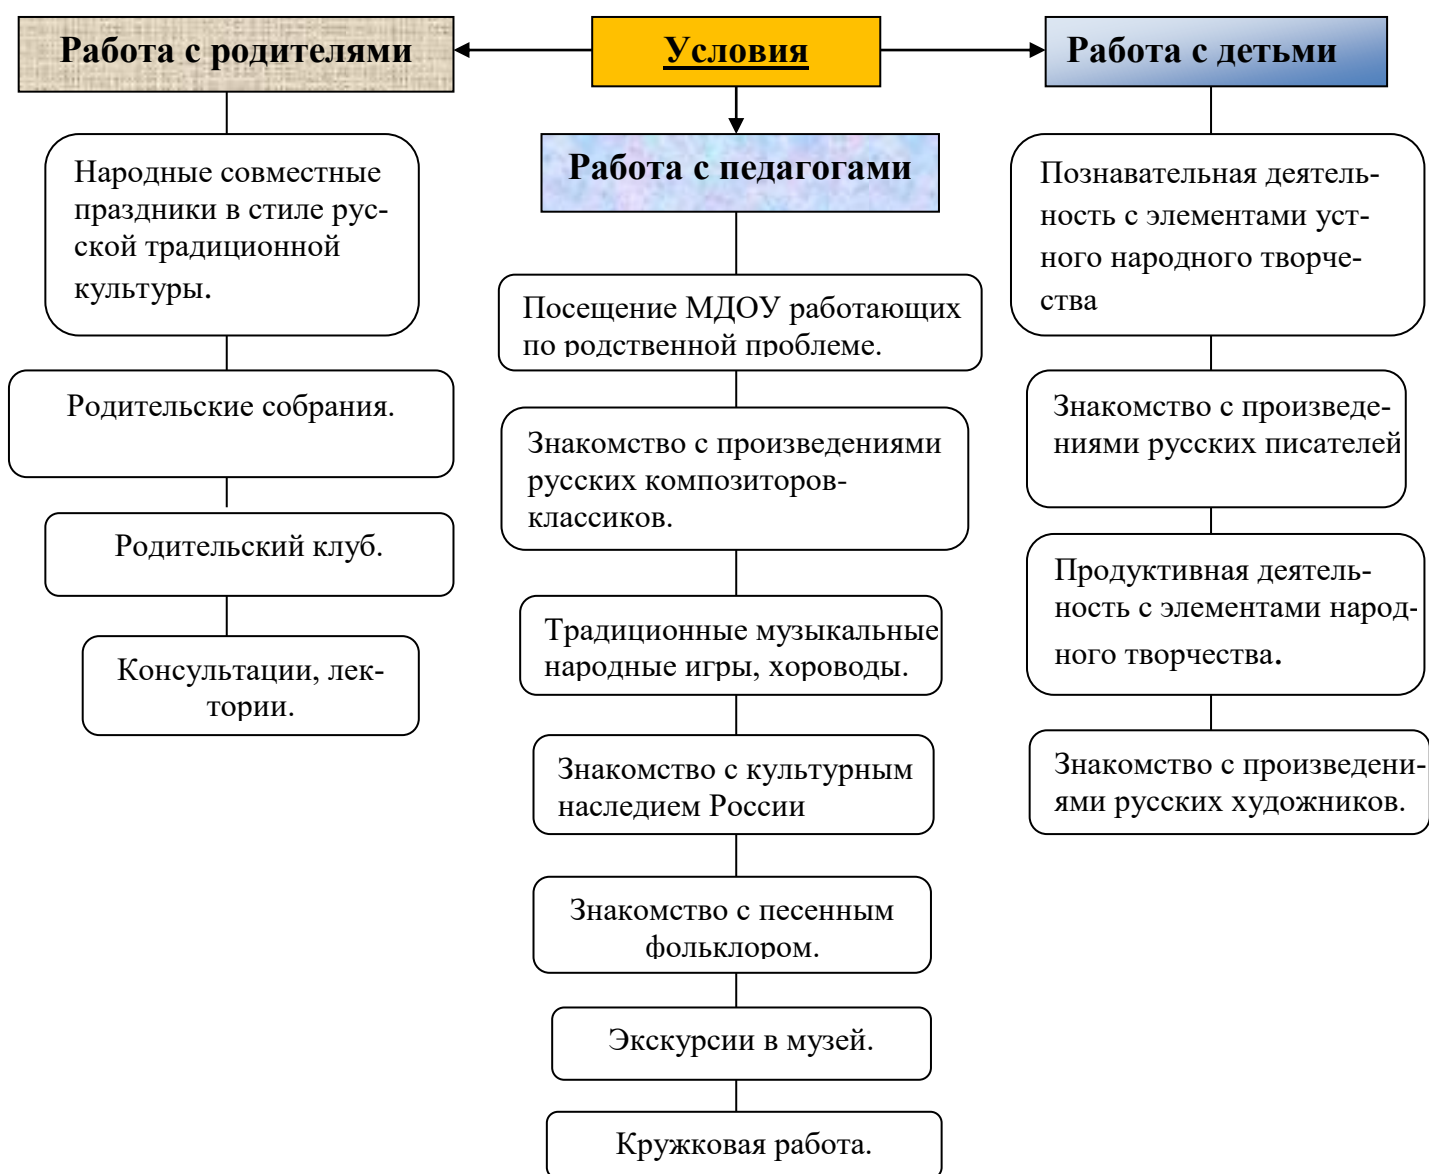 Условия
Работа с родителями
Народные совместные
праздники в стиле рус-
ской традиционной
культуры.
Родительские собрания.
Родительский клуб.
Консультации, лек-
тории.
Работа с педагогами
Посещение МДОУ работающих
по родственной проблеме.
Знакомство с произведениями
русских композиторов-
классиков.
Традиционные музыкальные
народные игры, хороводы.
Знакомство с культурным
наследием России
Знакомство с песенным
фольклором.
Экскурсии в музей.
Кружковая работа.
Работа с детьми
Познавательная деятель-
ность с элементами уст-
ного народного творче-
ства
Знакомство с произведе-
ниями русских писателей
Продуктивная деятель-
ность с элементами народ-
ного творчества.
Знакомство с произведени-
ями русских художников.